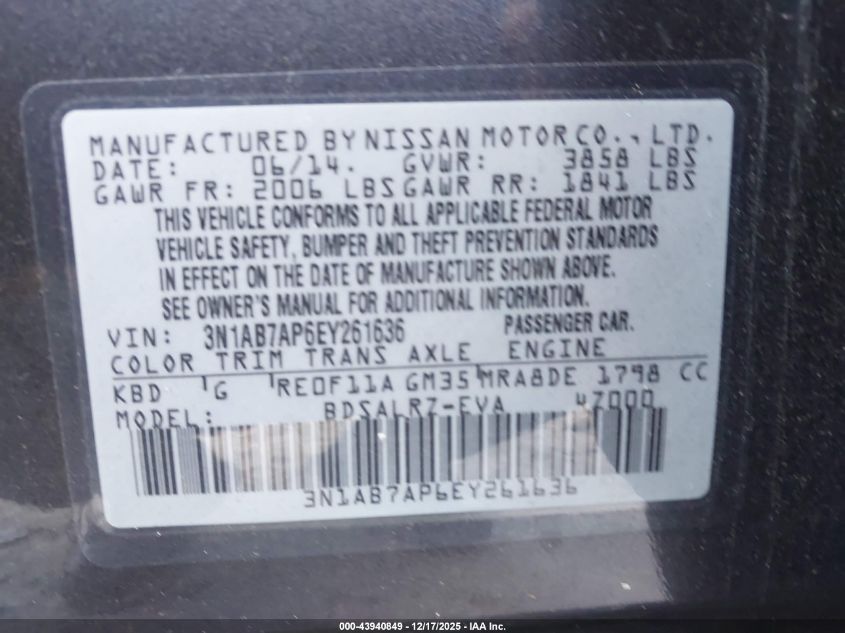 MANUFACTURED BY NISSAN MOTOR CO., LTD.
DATE: 06/14. GVWR: 3858 LBS
GAWR FR: 2006 LBS GAWR RR: 1841 LBS
THIS VEHICLE CONFORMS TO ALL APPLICABLE FEDERAL MOTOR
VEHICLE SAFETY, BUMPER AND THEFT PREVENTION STANDARDS
IN EFFECT ON THE DATE OF MANUFACTURE SHOWN ABOVE.
SEE OWNER'S MANUAL FOR ADDITIONAL INFORMATION.
VIN: 3N1AB7AP6EY261636 PASSENGER CAR.
COLOR TRIM TRANS AXLE ENGINE
KBD G RE0F11A GM35 MRA8DE 1798 CC
MODEL: BDSALRZ-EVA 4Z000
3N1AB7AP6EY261636
000-43940849 | 12/17/2025 - IAA Inc.